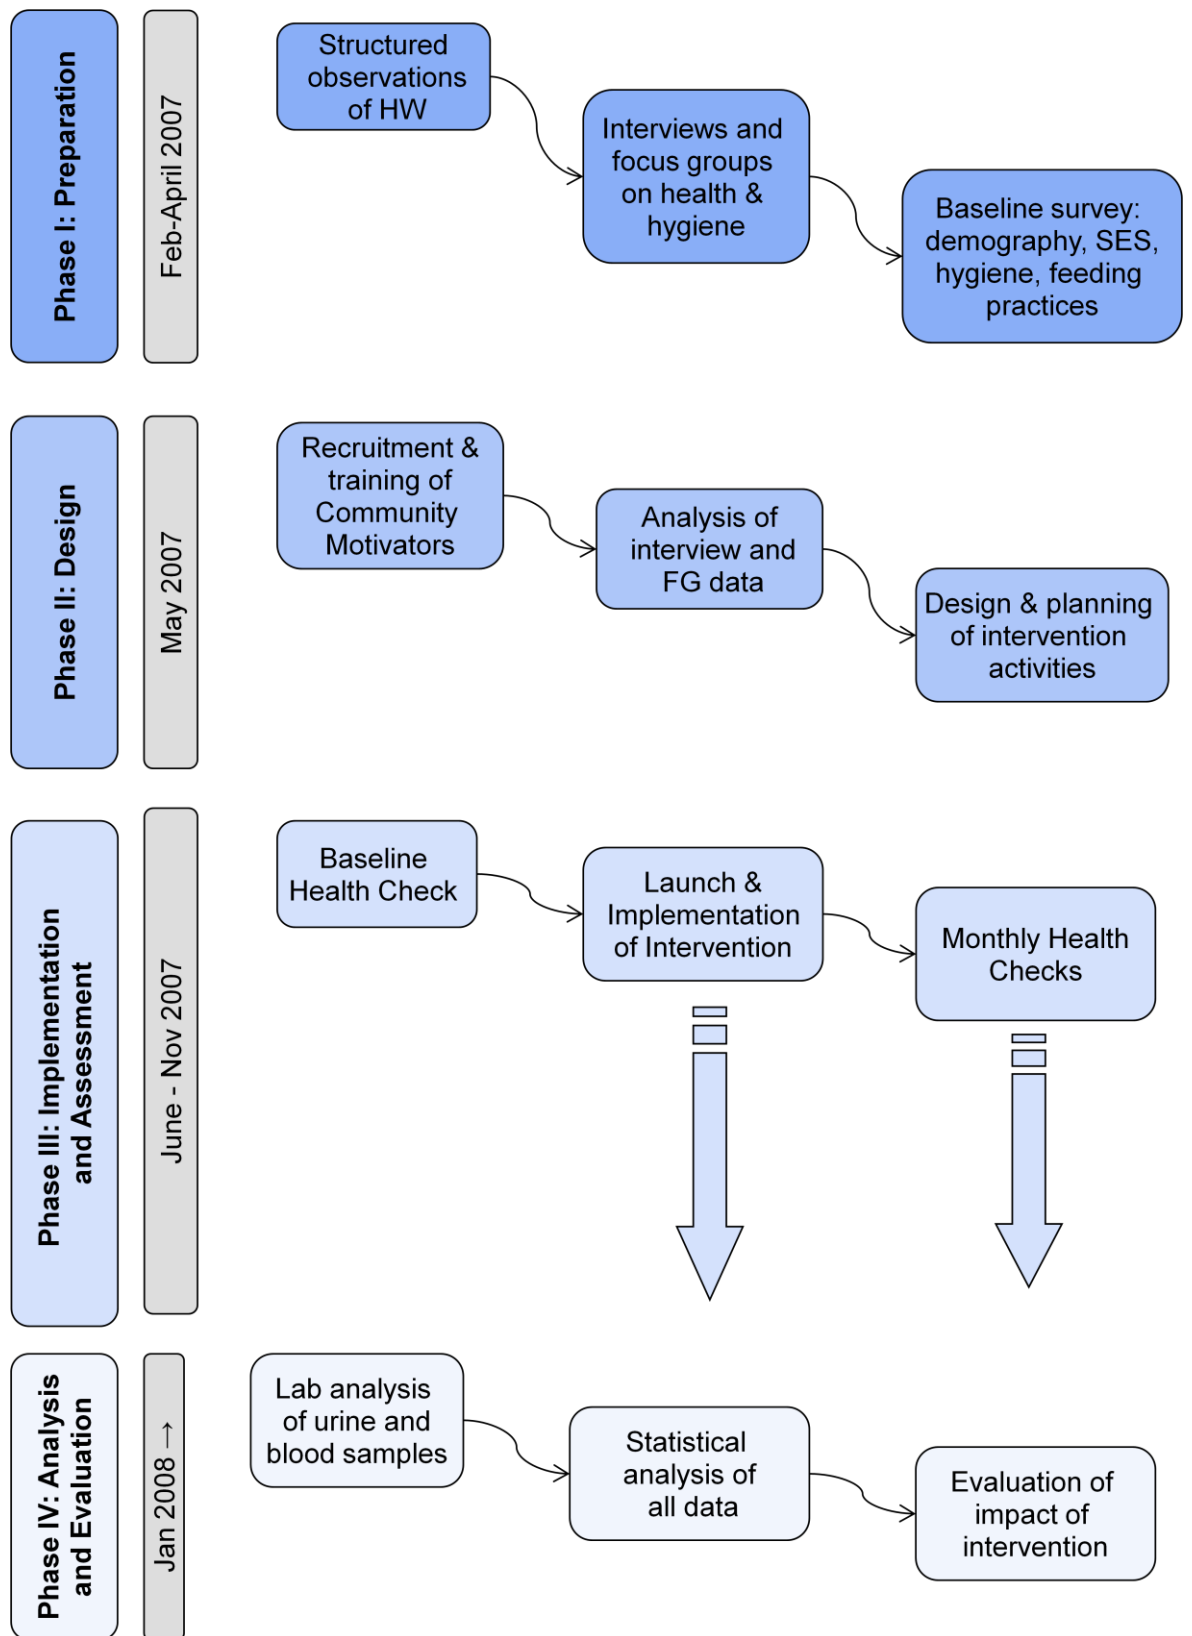 Phase I: Preparation
Feb-April 2007
Structured
observations
of HW
Interviews and
focus groups
on health &
hygiene
Baseline survey:
demography, SES,
hygiene, feeding
practices
Phase II: Design
May 2007
Recruitment &
training of
Community
Motivators
Analysis of
interview and
FG data
Design & planning
of intervention
activities
Phase III: Implementation
and Assessment
June - Nov 2007
Baseline
Health Check
Launch &
Implementation
of Intervention
Monthly Health
Checks
Phase IV: Analysis
and Evaluation
Jan 2008 →
Lab analysis
of urine and
blood samples
Statistical
analysis of
all data
Evaluation of
impact of
intervention